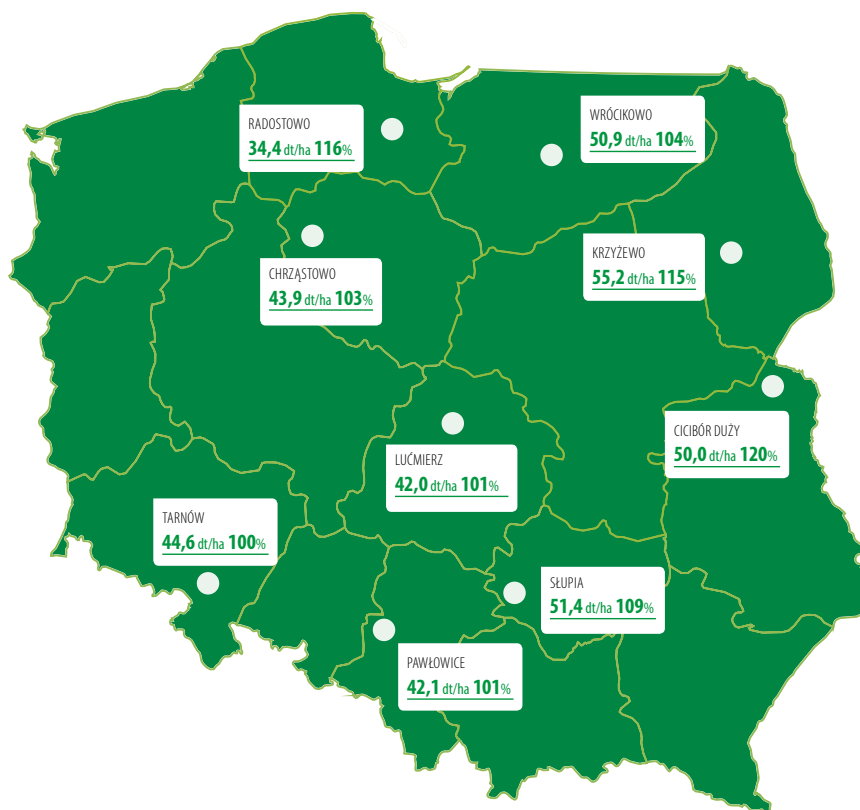 RADOSTOWO
34,4 dt/ha 116%
WRÓCIKOWO
50,9 dt/ha 104%
CHRZĄSTOWO
43,9 dt/ha 103%
KRZYŻEWO
55,2 dt/ha 115%
CICIBÓR DUŻY
50,0 dt/ha 120%
LUĆMIERZ
42,0 dt/ha 101%
TARNÓW
44,6 dt/ha 100%
SŁUPIA
51,4 dt/ha 109%
PAWŁOWICE
42,1 dt/ha 101%